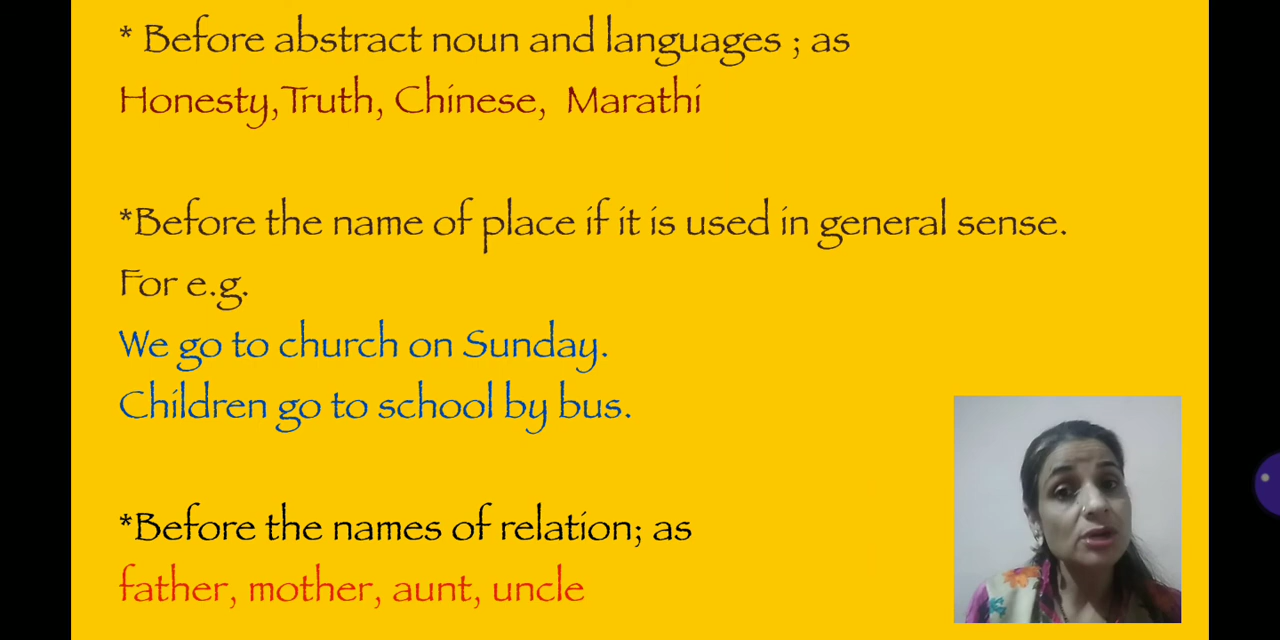 * Before abstract noun and languages ; as
Honesty,Truth, Chinese, Marathi
*Before the name of place if it is used in general sense.
For e.g.
We go to church on Sunday.
Children go to school by bus.
*Before the names of relation; as
father, mother, aunt, uncle